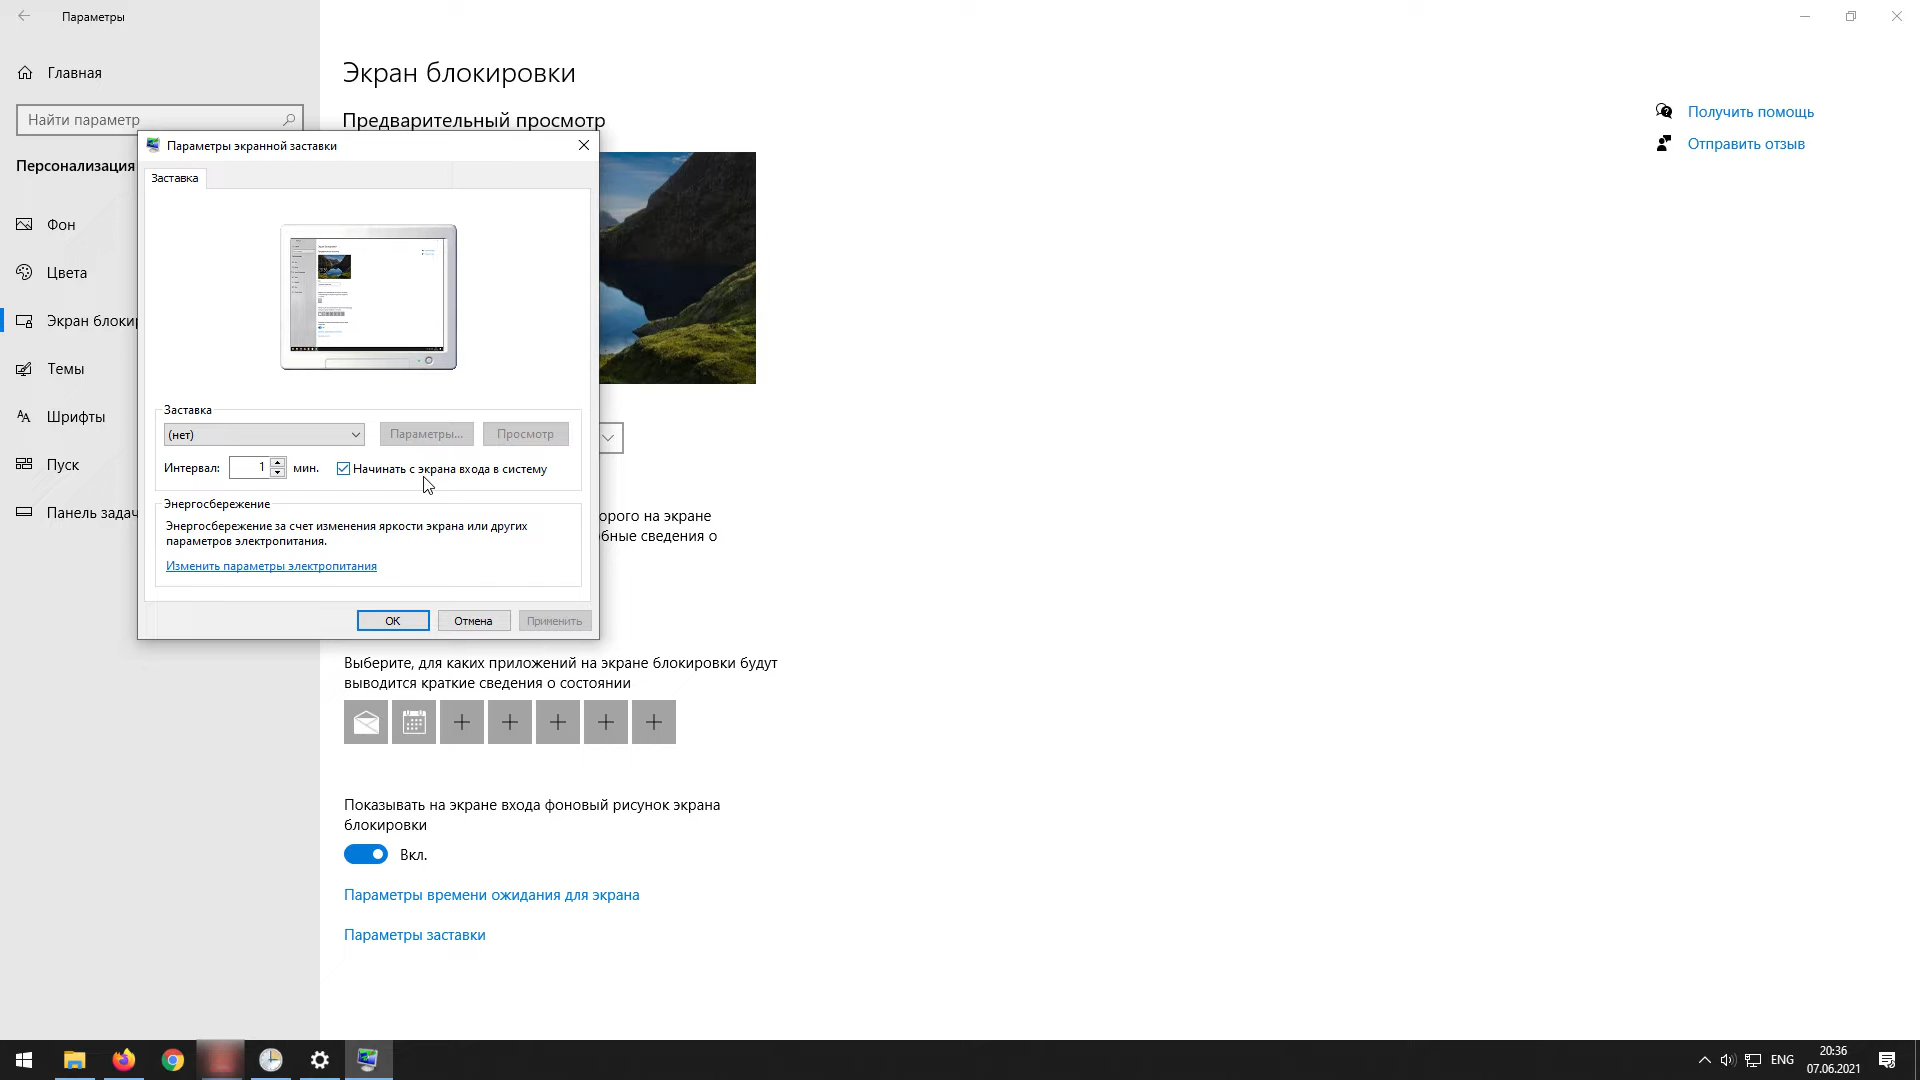 Параметры
Главная
Найти параметр
Персонализация
Фон
Цвета
Экран блокир
Темы
Шрифты
Пуск
Панель задач
Экран блокировки
Предварительный просмотр
Получить помощь
Отправить отзыв
Параметры экранной заставки
Заставка
Заставка
(нет)
Параметры...
Просмотр
Интервал: 1 мин. Начинать с экрана входа в систему
Энергосбережение
Энергосбережение за счет изменения яркости экрана или других
параметров электропитания.
Изменить параметры электропитания
ОК
Отмена
Применить
орого на экране
бные сведения о
Выберите, для каких приложений на экране блокировки будут
выводится краткие сведения о состоянии
Показывать на экране входа фоновый рисунок экрана
блокировки
Вкл.
Параметры времени ожидания для экрана
Параметры заставки
ENG
20:36
07.06.2021